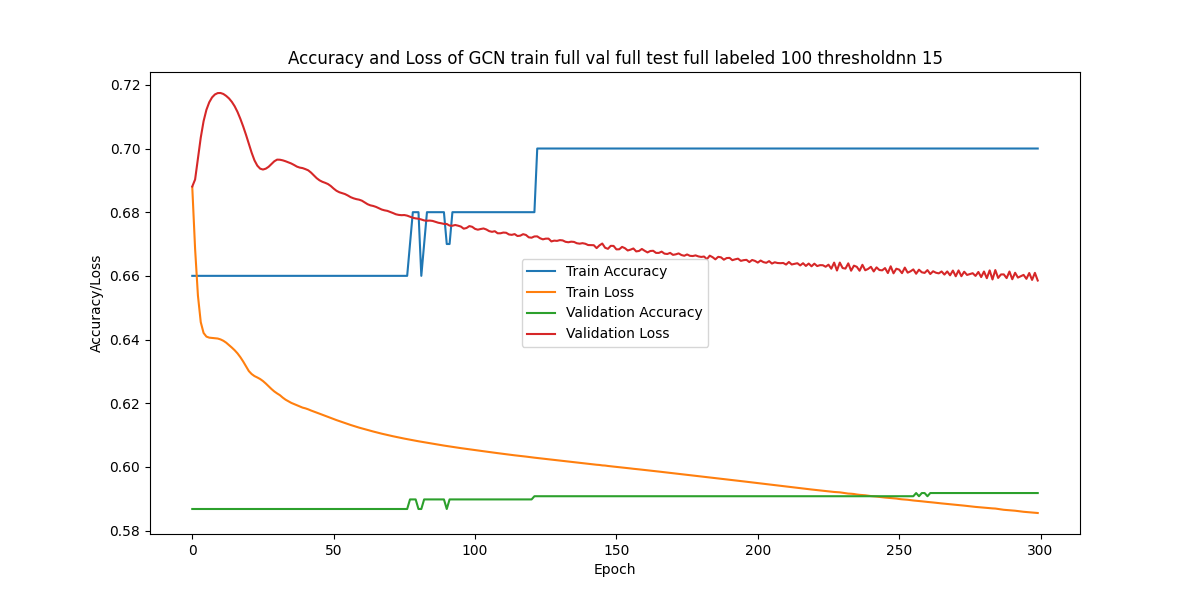 Accuracy and Loss of GCN train full val full test full labeled 100 thresholdnn 15
0.72
0.70
0.68
0.66
0.64
0.62
0.60
0.58
Accuracy/Loss
Train Accuracy
Train Loss
Validation Accuracy
Validation Loss
0 50 100 150 200 250 300
Epoch